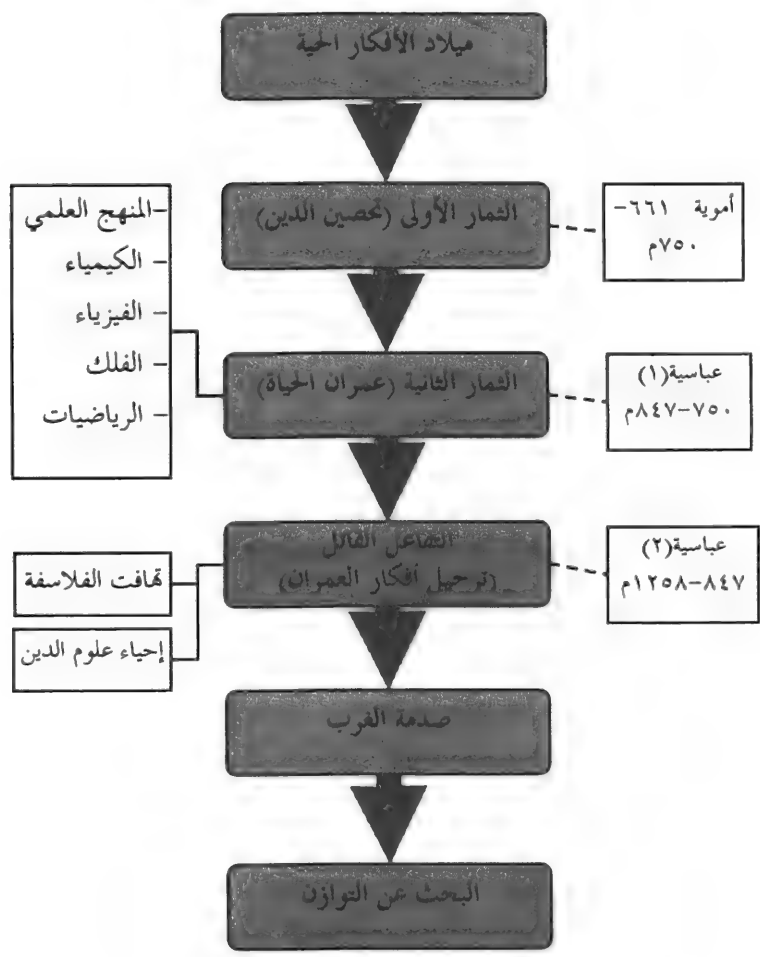 ميلاد الأفكار الحية
الثمار الأولى (تحصين الدين)
أموية ٦٦١-
٧٥٠م
-المنهج العلمي
- الكيمياء
- الفيزياء
- الفلك
- الرياضيات
الثمار الثانية (عمران الحياة)
عباسية(١)
٧٥٠-٨٤٧م
التفاعل القاتل
(ترحيل أفكار العمران)
عباسية(٢)
٨٤٧-١٢٥٨م
تهافت الفلاسفة
إحياء علوم الدين
صدمة الغرب
البحث عن التوازن